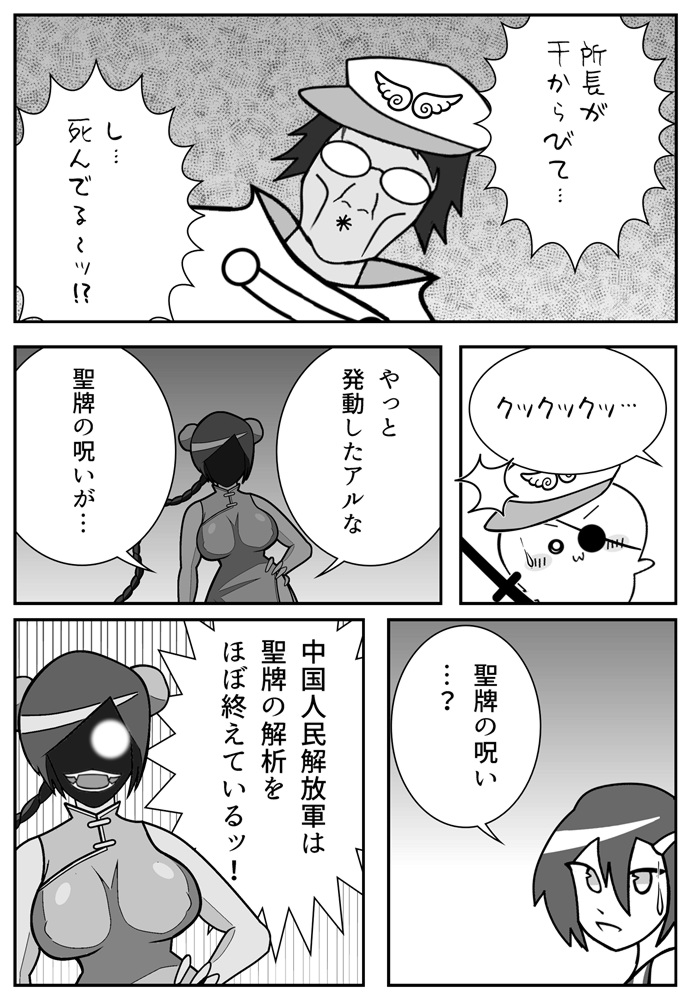 所長が
干からびて…
し…
死んでる～ッ!?
クックックッ…
やっと
発動したアルな
聖牌の呪いが…
聖牌の呪い
…?
中国人民解放軍は
聖牌の解析を
ほぼ終えているッ!